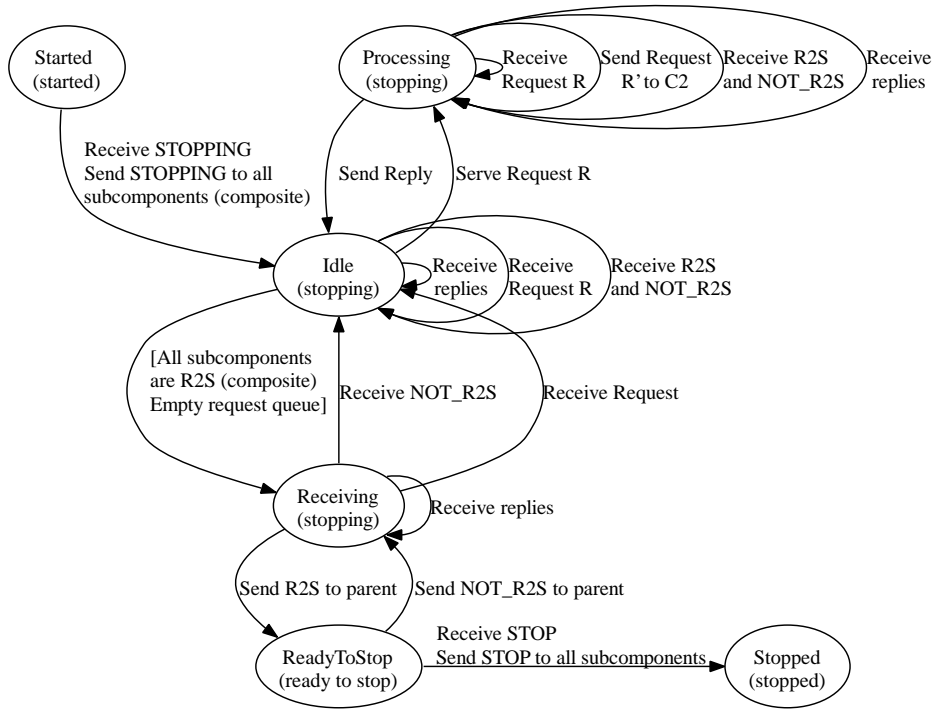 Started
(started)
Processing
(stopping)
Receive
Request R
Send Request
R' to C2
Receive R2S
and NOT_R2S
Receive
replies
Receive STOPPING
Send STOPPING to all
subcomponents (composite)
Send Reply
Serve Request R
Idle
(stopping)
Receive
replies
Receive
Request R
Receive R2S
and NOT_R2S
[All subcomponents
are R2S (composite)
Empty request queue]
Receive NOT_R2S
Receive Request
Receiving
(stopping)
Receive replies
Send R2S to parent
Send NOT_R2S to parent
ReadyToStop
(ready to stop)
Receive STOP
Send STOP to all subcomponents
Stopped
(stopped)